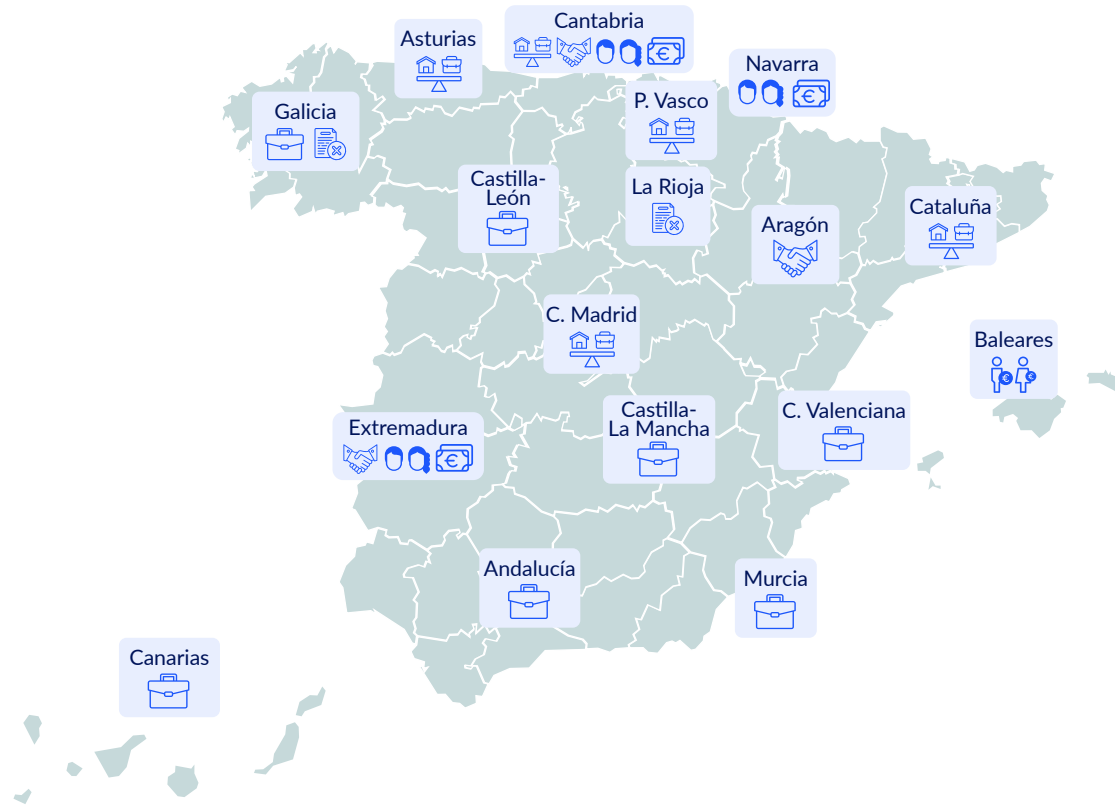 Cantabria
Asturias
Navarra
P. Vasco
Galicia
Castilla-
León
La Rioja
Cataluña
Aragón
C. Madrid
Baleares
Castilla-
La Mancha
C. Valenciana
Extremadura
Andalucía
Murcia
Canarias